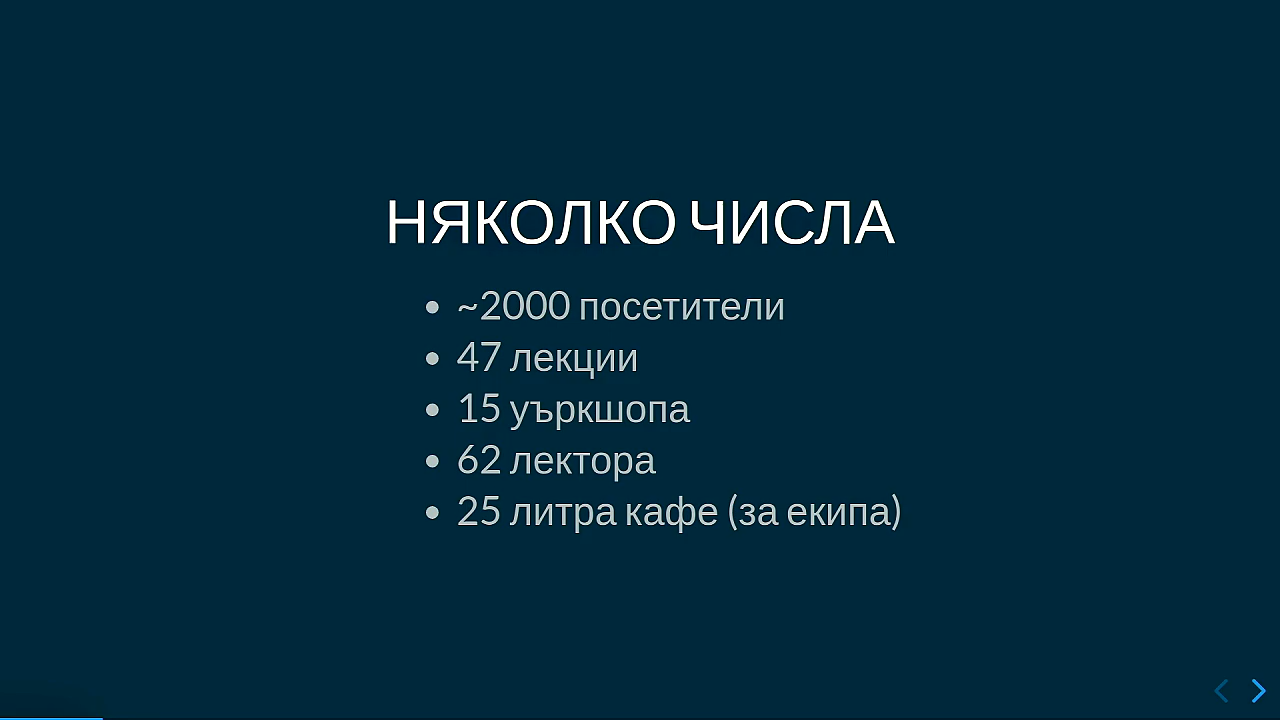 НЯКОЛКО ЧИСЛА
~2000 посетители
47 лекции
15 уъркшопа
62 лектора
25 литра кафе (за екипа)